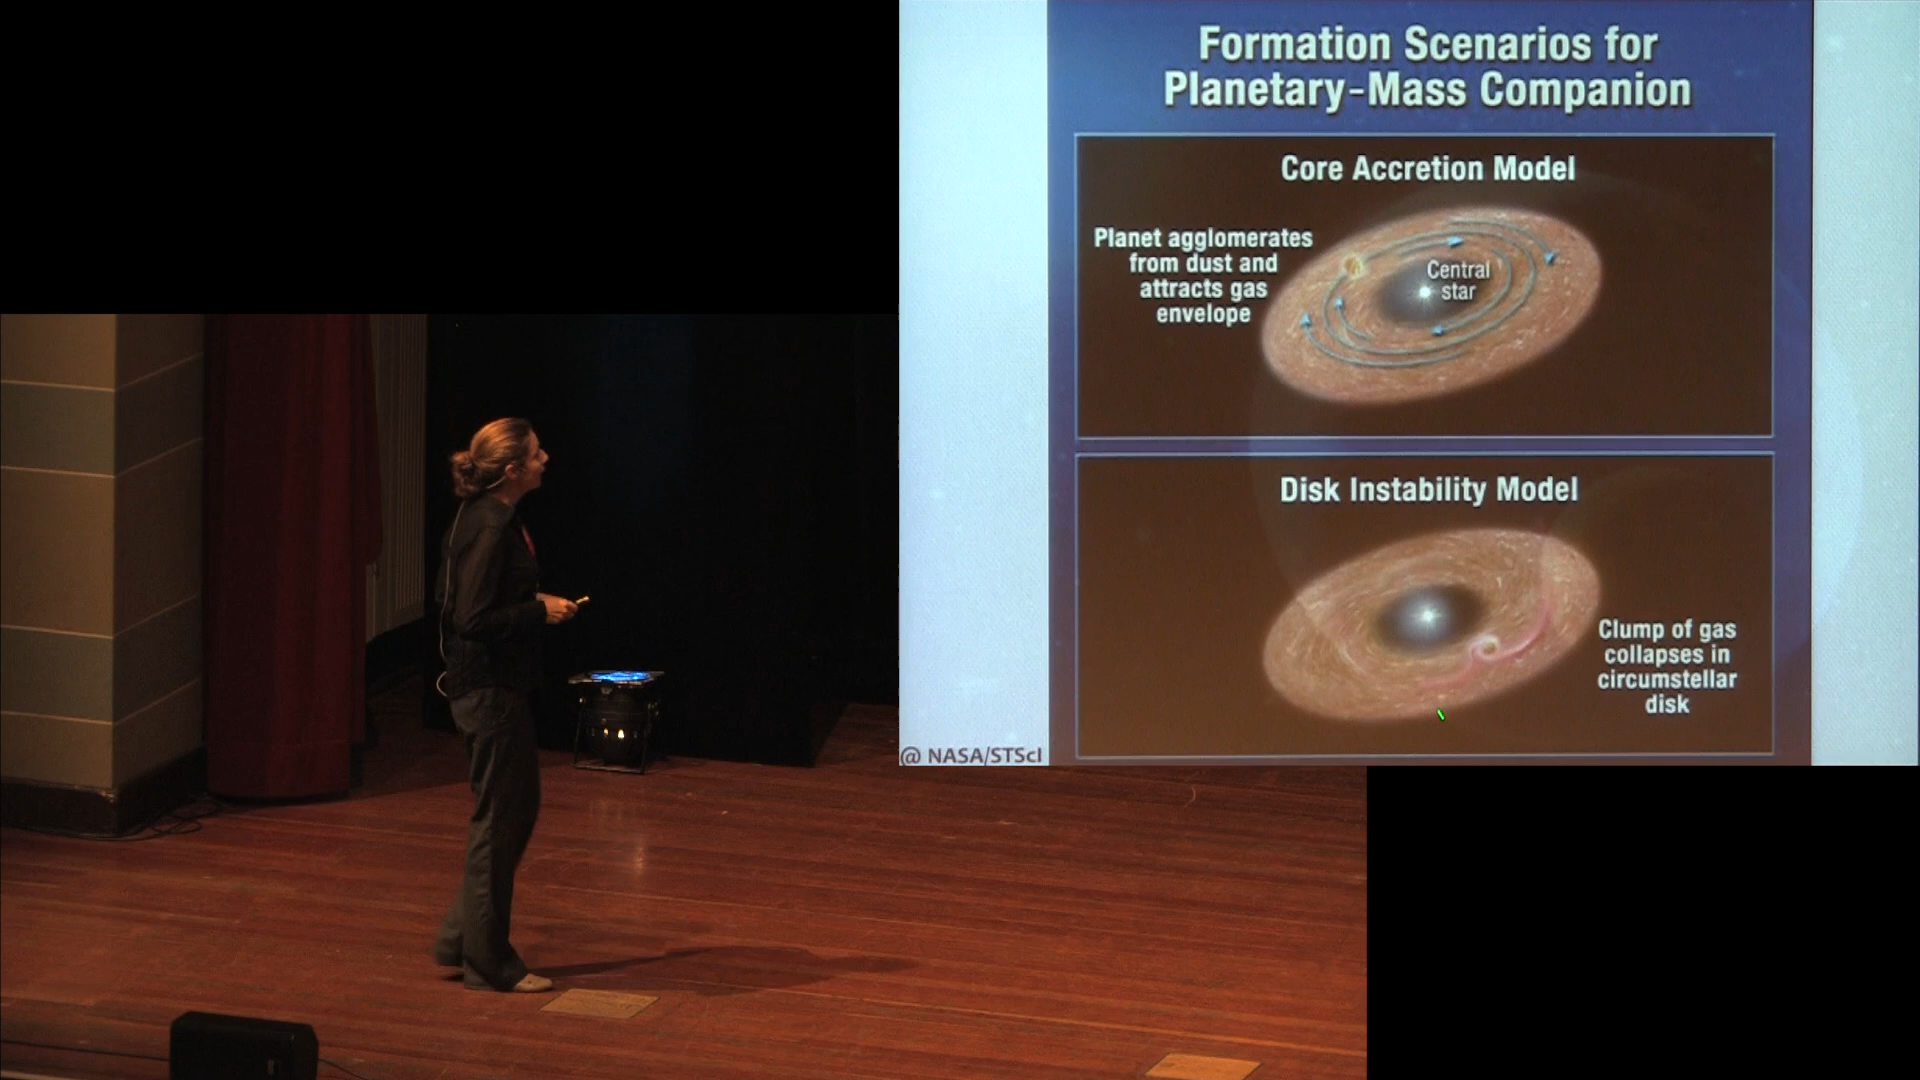 Formation Scenarios for
Planetary-Mass Companion
Core Accretion Model
Planet agglomerates
from dust and
attracts gas
envelope
Central
star
Disk Instability Model
Clump of gas
collapses in
circumstellar
disk
@ NASA/STScI